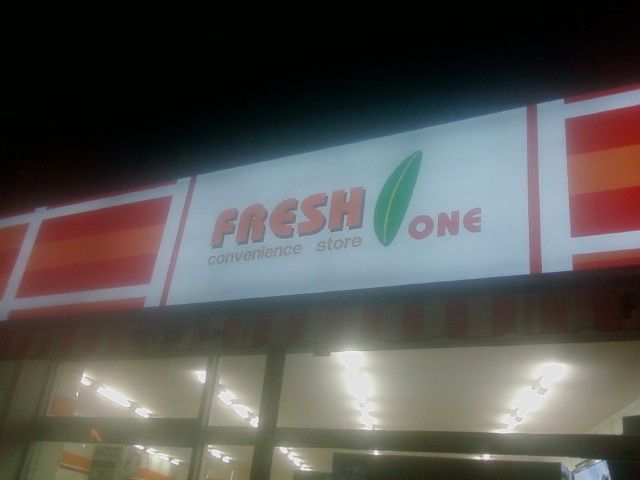 FRESH ONE
convenience store